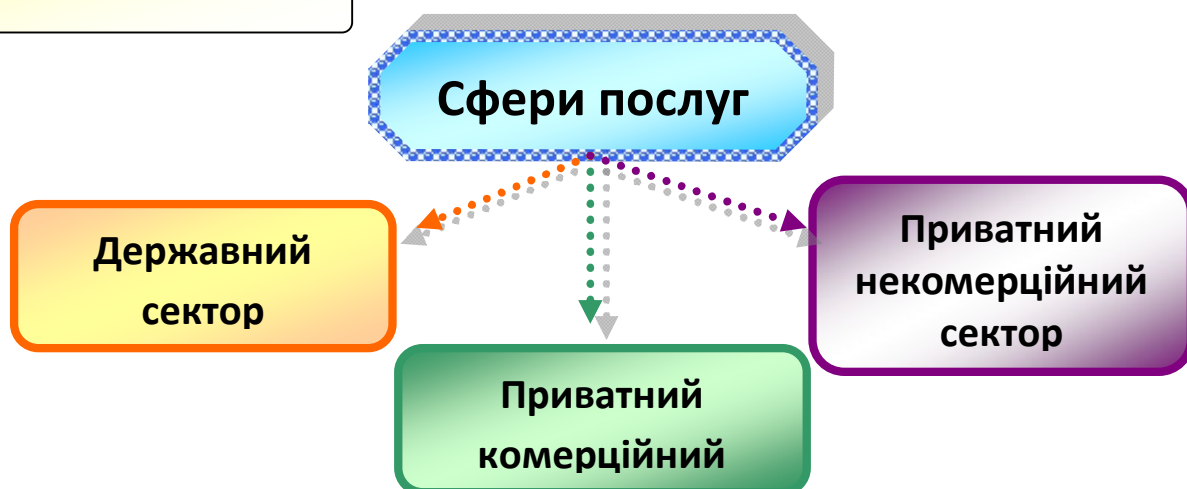 Сфери послуг
Державний
сектор
Приватний
некомерційний
сектор
Приватний
комерційний